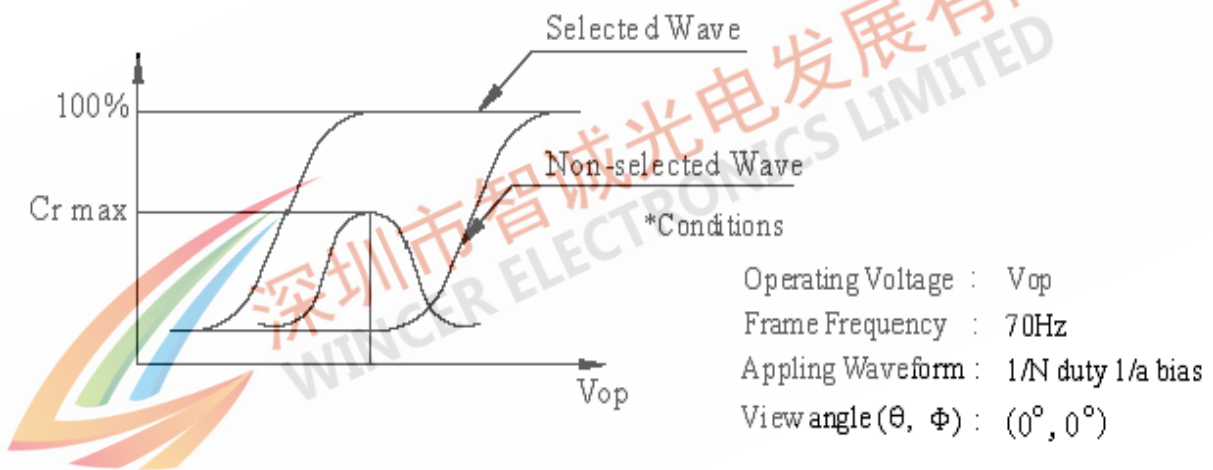 Selected Wave
100%
Non-selected Wave
Cr max
*Conditions
Operating Voltage : Vop
Frame Frequency : 70Hz
Appling Waveform : 1/N duty 1/a bias
View angle (θ, Φ) : (0°, 0°)
Vop
深圳市智诚光电发展有
WINCER ELECTRONICS LIMITED